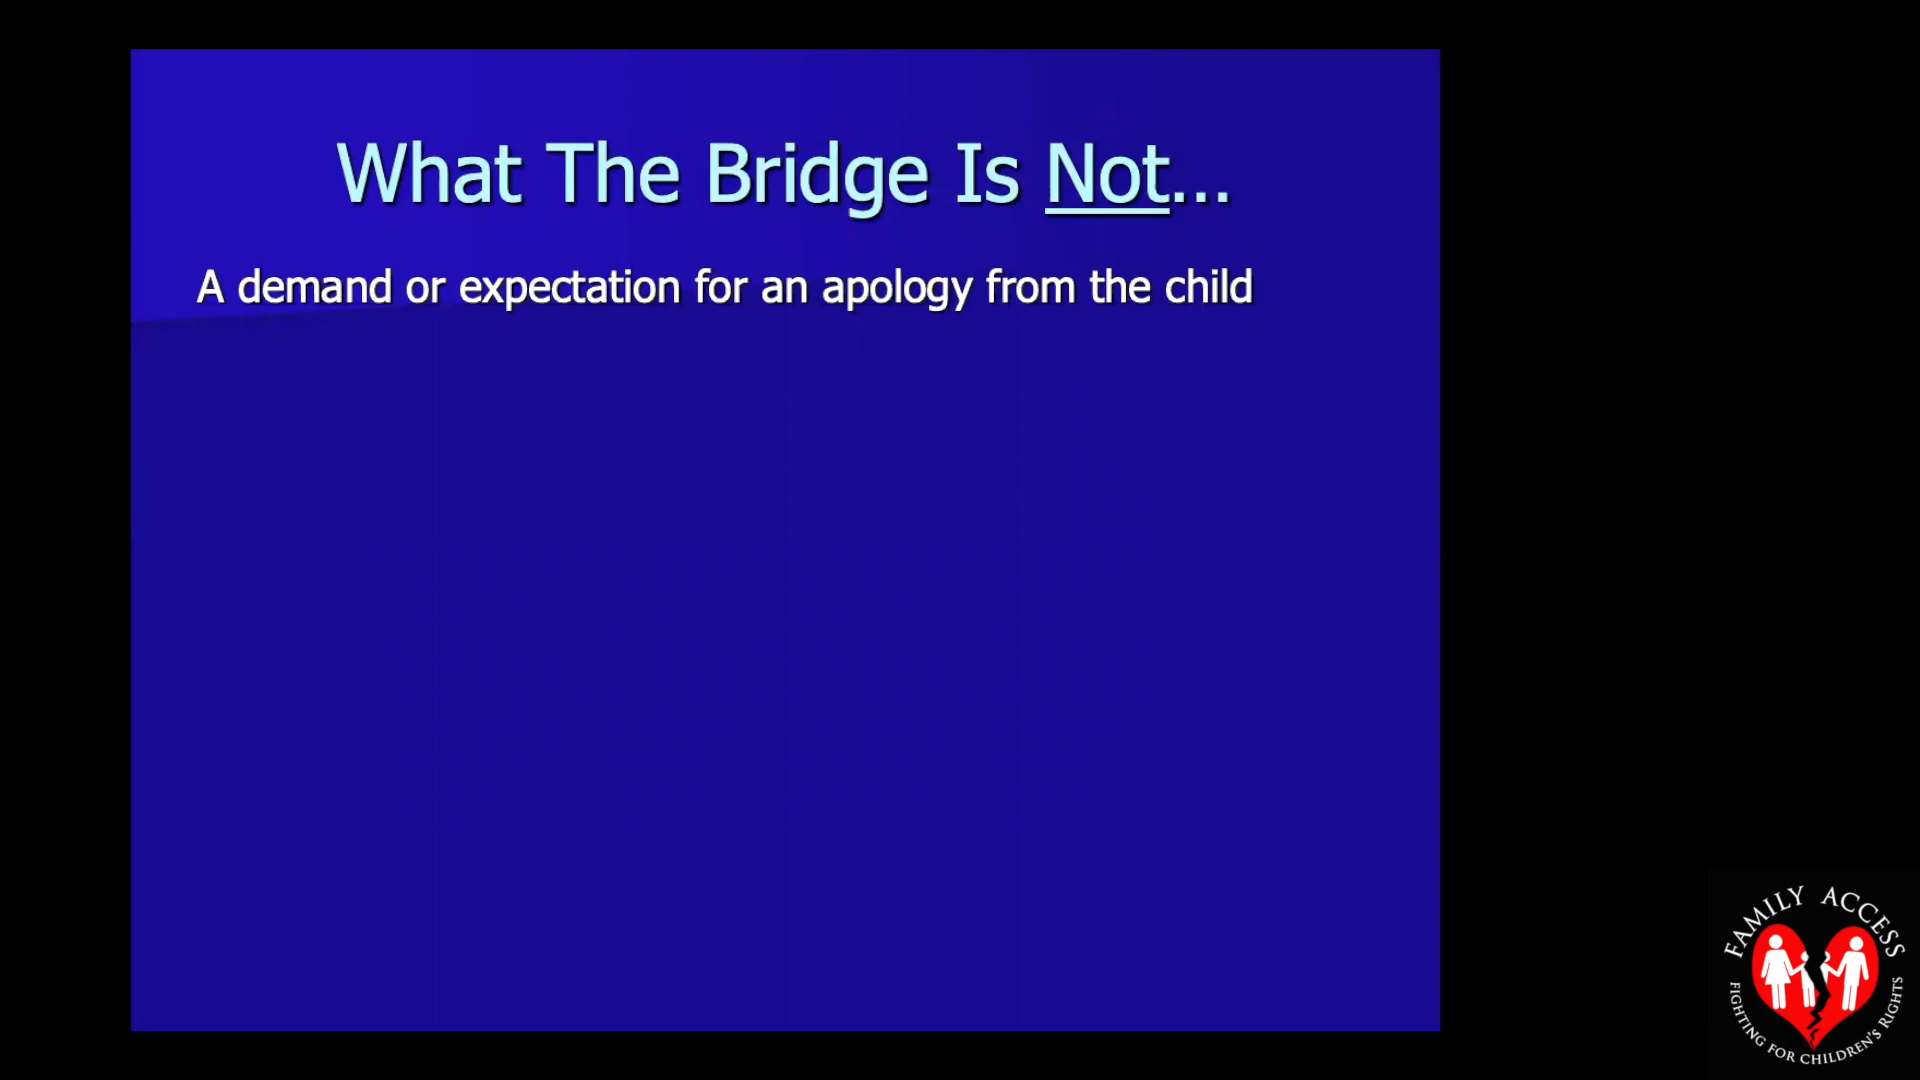 What The Bridge Is Not...
A demand or expectation for an apology from the child
FAMILY ACCESS
FIGHTING FOR CHILDREN'S RIGHTS